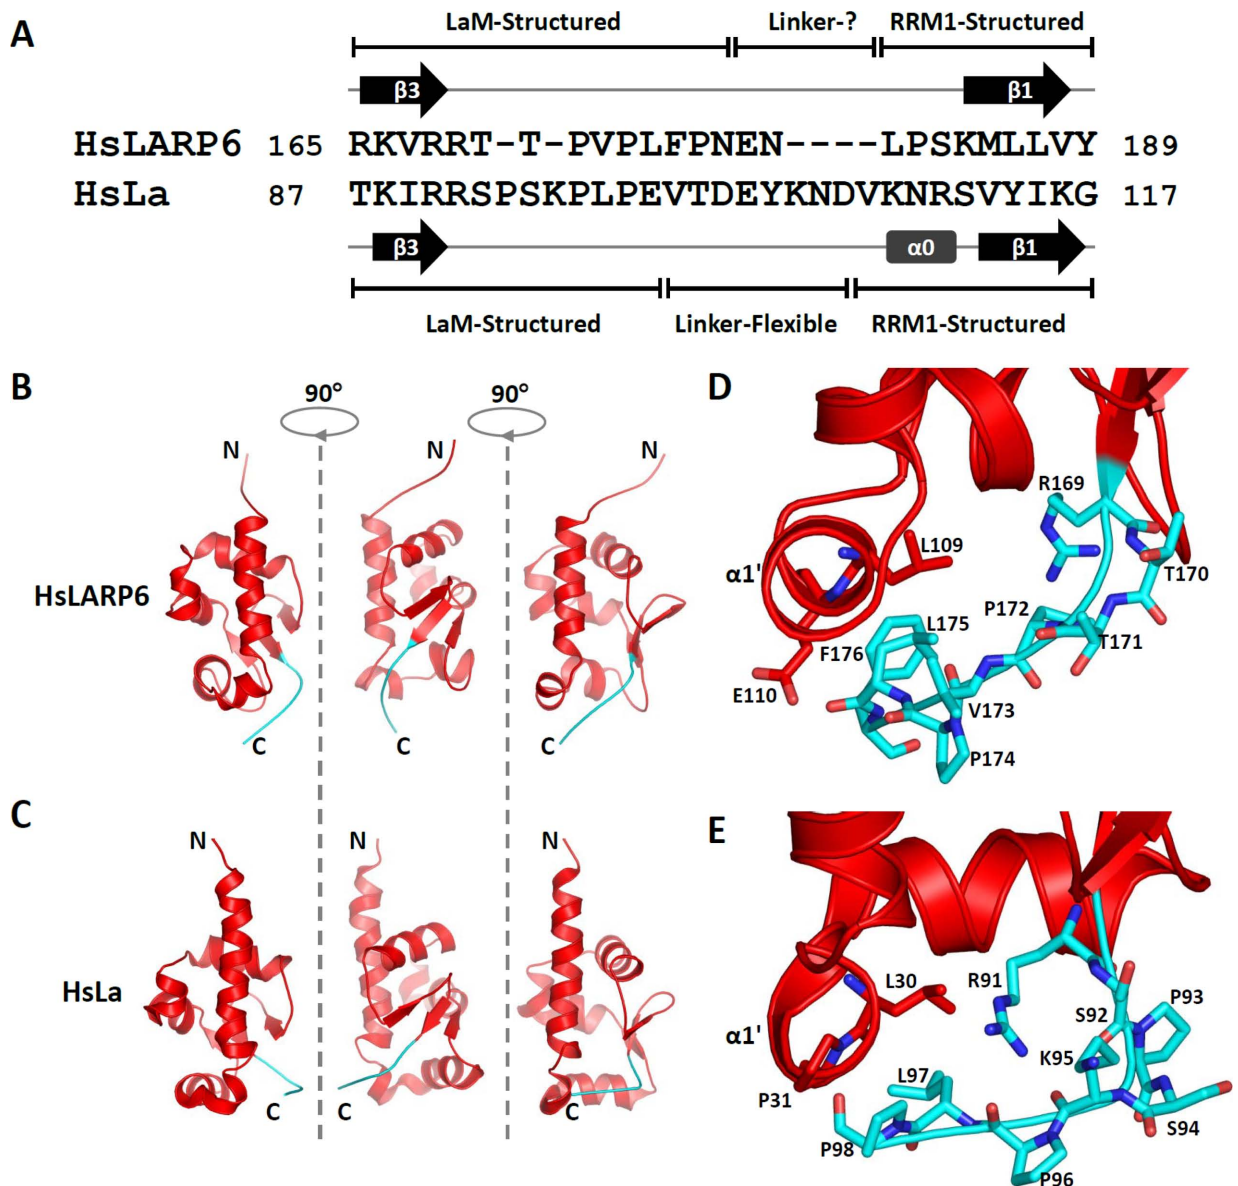 A
LaM-Structured Linker-? RRM1-Structured
β3 β1
HsLARP6 165 RKVRRT-T-PVPLFPNEN----LPSKMLLVY 189
HsLa 87 TKIRRSPSKPLPEVTDEYKNDVKNRSVYIKG 117
β3 α0 β1
LaM-Structured Linker-Flexible RRM1-Structured
B
90° 90°
N N N
HsLARP6
C C C
C
N N N
HsLa
C C C
D
R169
L109
α1'
T170
P172
L175
T171
F176
E110
V173
P174
E
L30 R91
P93
S92
α1'
K95
L97
P31
S94
P98
P96